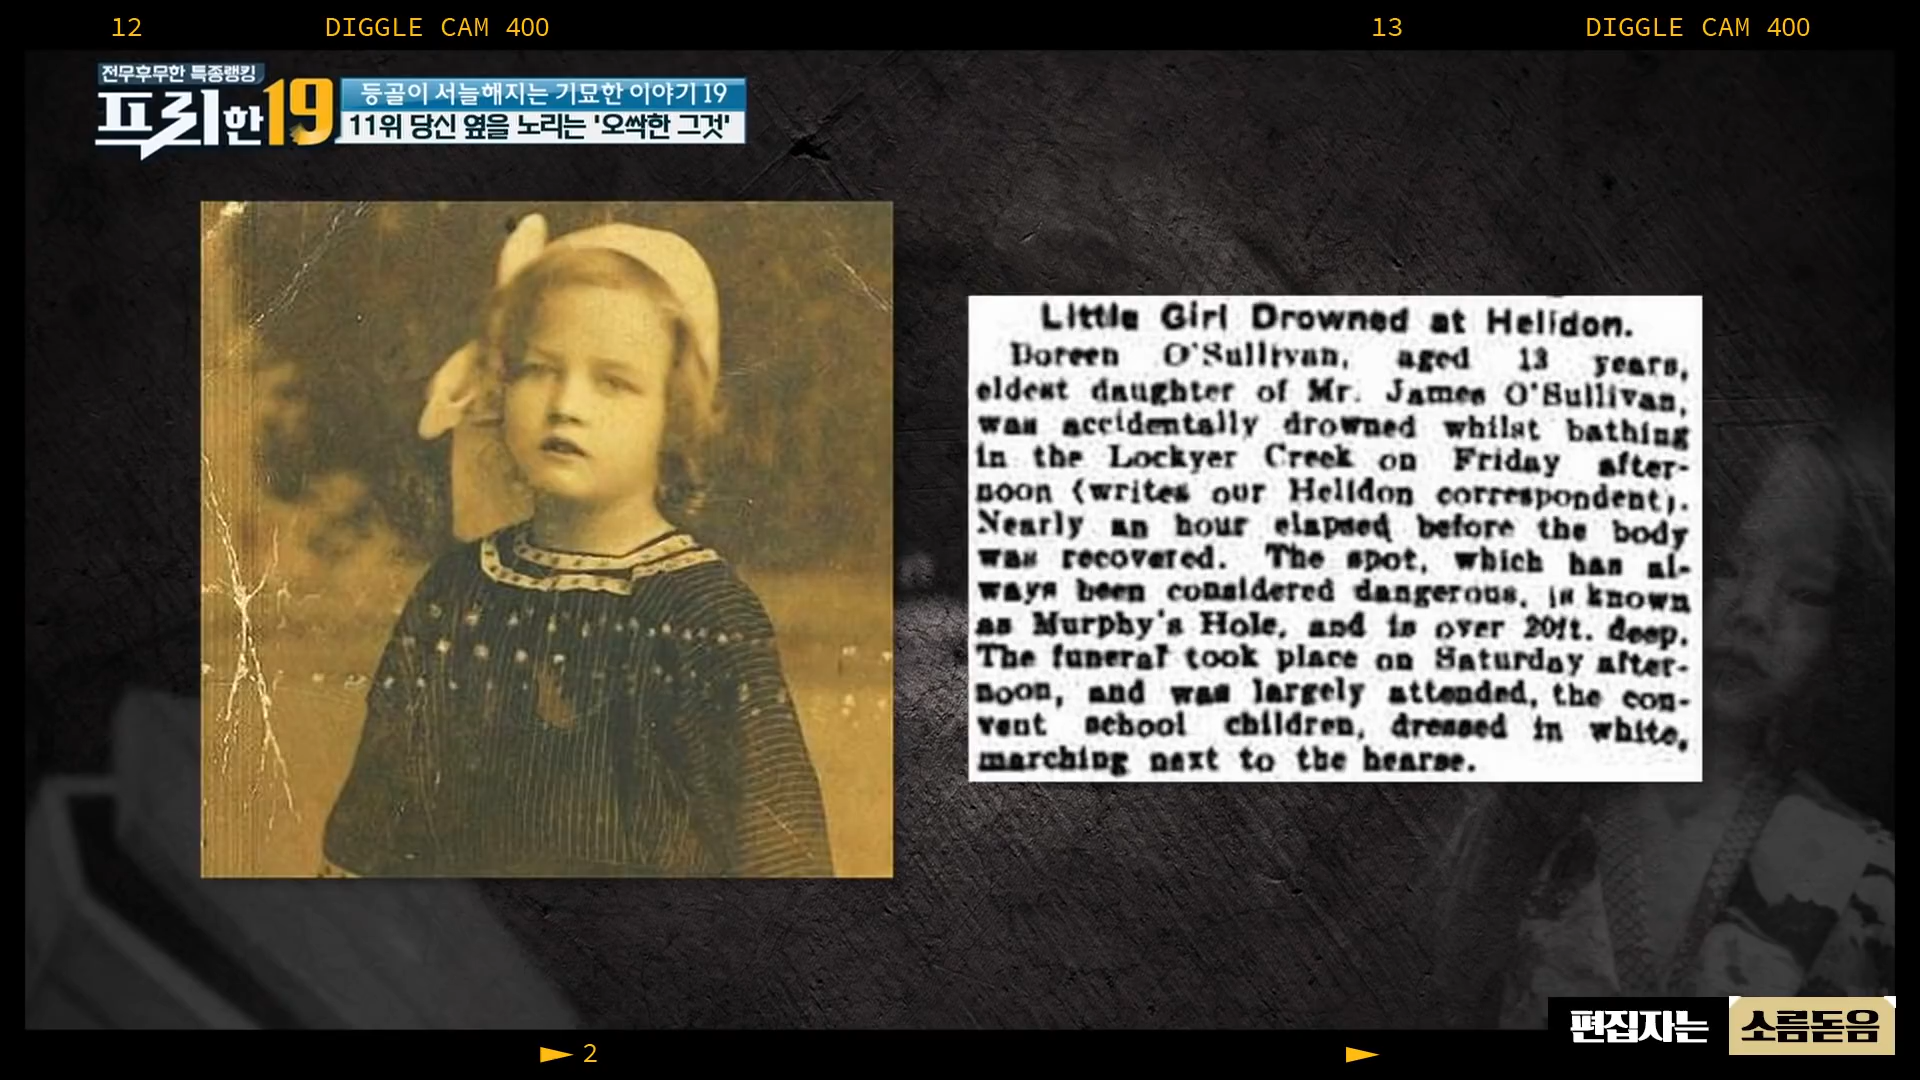 12 DIGGLE CAM 400 13 DIGGLE CAM 400
전무후무한 특종랭킹
프리한19
등골이 서늘해지는 기묘한 이야기 19
11위 당신 옆을 노리는 '오싹한 그것'
Little Girl Drowned at Helidon.
Doreen O'Sullivan, aged 13 years,
eldest daughter of Mr. James O'Sullivan,
was accidentally drowned whilst bathing
in the Lockyer Creek on Friday after-
noon (writes our Helidon correspondent).
Nearly an hour elapsed before the body
was recovered. The spot, which has al-
ways been considered dangerous, is known
as Murphy's Hole, and is over 20ft. deep.
The funeral took place on Saturday after-
noon, and was largely attended, the con-
vent school children, dressed in white,
marching next to the hearse.
편집자는 소름돋음
2